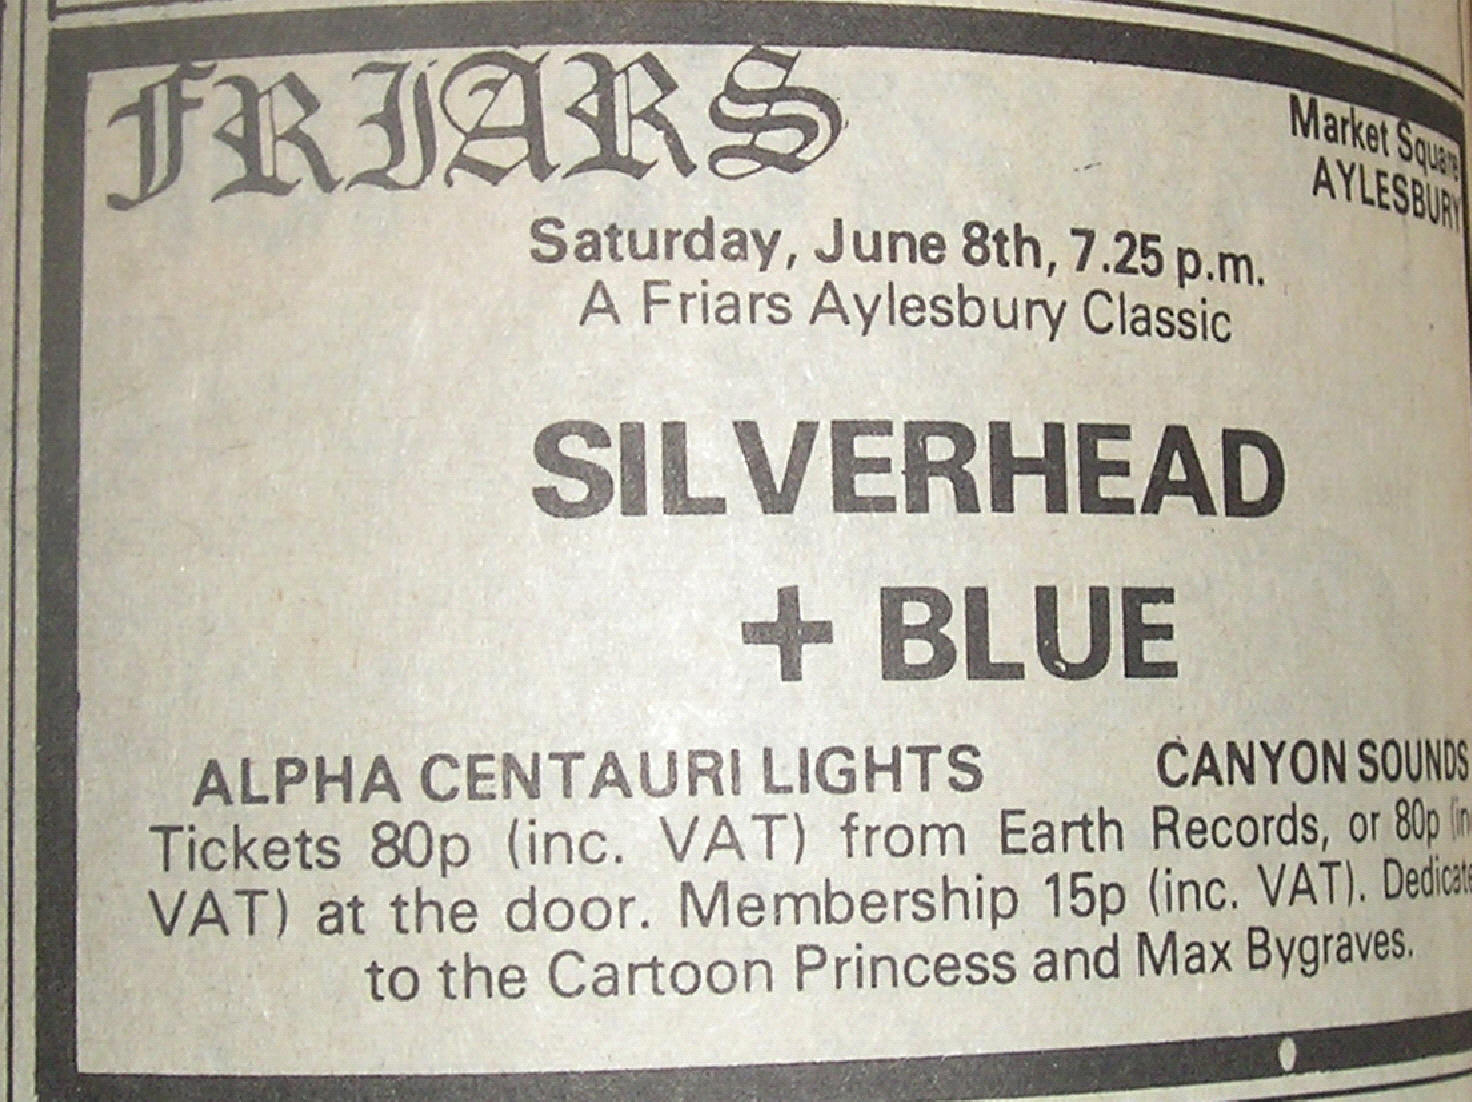 FRIARS
Market Square
AYLESBURY
Saturday, June 8th, 7.25 p.m.
A Friars Aylesbury Classic
SILVERHEAD
+ BLUE
ALPHA CENTAURI LIGHTS CANYON SOUNDS
Tickets 80p (inc. VAT) from Earth Records, or 80p (in
VAT) at the door. Membership 15p (inc. VAT). Dedicate
to the Cartoon Princess and Max Bygraves.